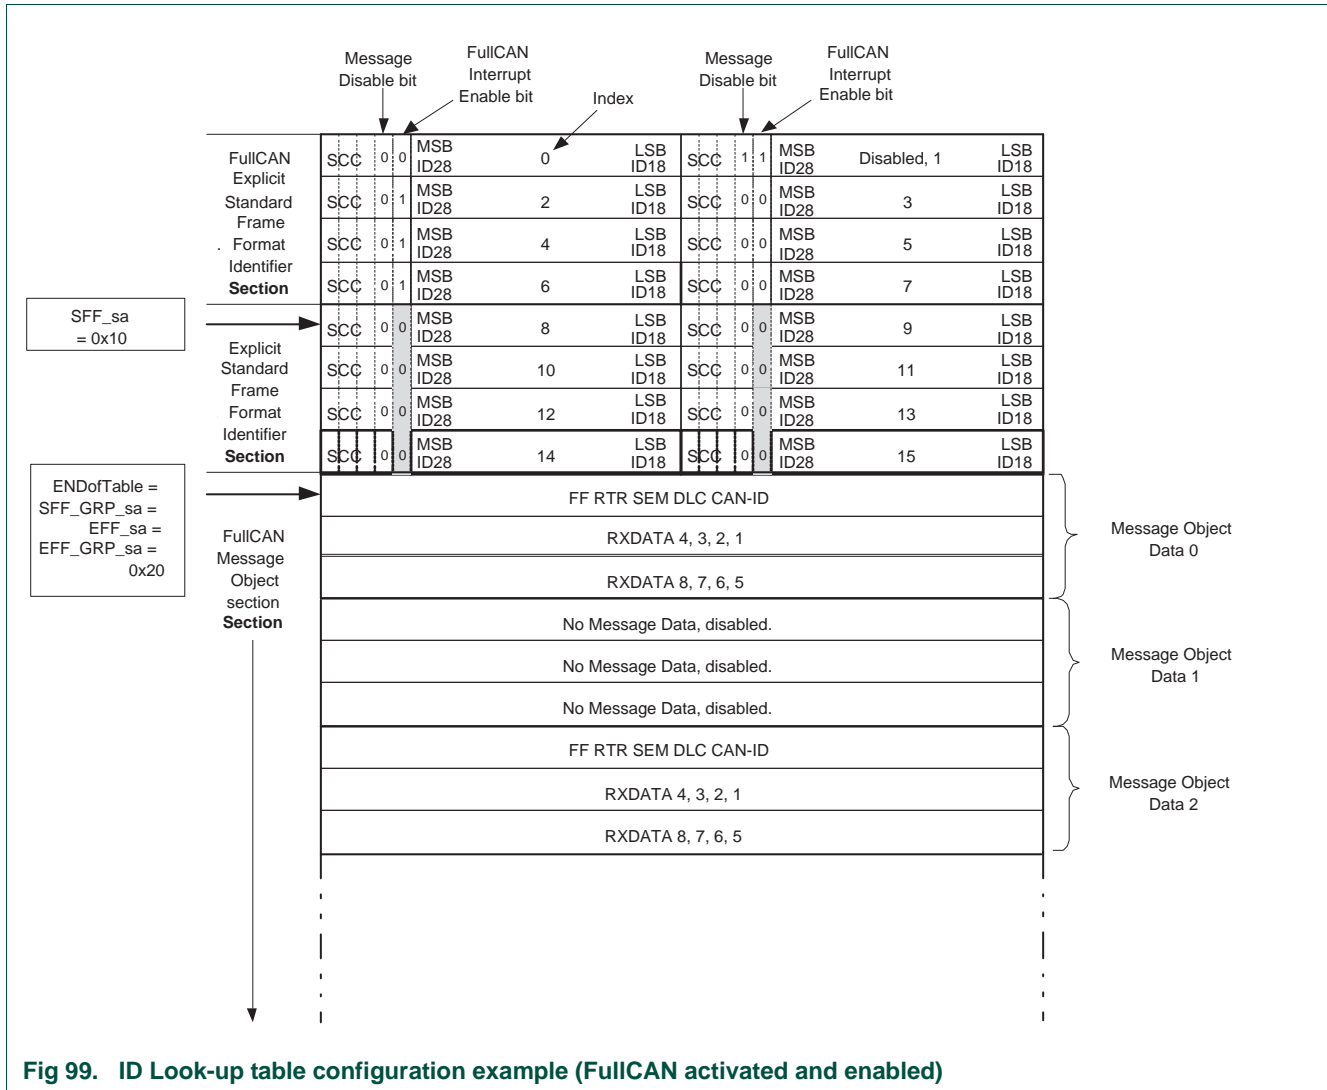 Message
Disable bit
FullCAN
Interrupt
Enable bit
Index
Message
Disable bit
FullCAN
Interrupt
Enable bit
FullCAN
Explicit
Standard
Frame
. Format
Identifier
Section
SCC 0 0 MSB ID28 0 LSB ID18 SCC 1 1 MSB ID28 Disabled, 1 LSB ID18
SCC 0 1 MSB ID28 2 LSB ID18 SCC 0 0 MSB ID28 3 LSB ID18
SCC 0 1 MSB ID28 4 LSB ID18 SCC 0 0 MSB ID28 5 LSB ID18
SCC 0 1 MSB ID28 6 LSB ID18 SCC 0 0 MSB ID28 7 LSB ID18
SFF_sa
= 0x10
Explicit
Standard
Frame
Format
Identifier
Section
SCC 0 0 MSB ID28 8 LSB ID18 SCC 0 0 MSB ID28 9 LSB ID18
SCC 0 0 MSB ID28 10 LSB ID18 SCC 0 0 MSB ID28 11 LSB ID18
SCC 0 0 MSB ID28 12 LSB ID18 SCC 0 0 MSB ID28 13 LSB ID18
SCC 0 0 MSB ID28 14 LSB ID18 SCC 0 0 MSB ID28 15 LSB ID18
ENDofTable =
SFF_GRP_sa =
EFF_sa =
EFF_GRP_sa =
0x20
FullCAN
Message
Object
section
Section
FF RTR SEM DLC CAN-ID
RXDATA 4, 3, 2, 1
RXDATA 8, 7, 6, 5
Message Object
Data 0
No Message Data, disabled.
No Message Data, disabled.
No Message Data, disabled.
Message Object
Data 1
FF RTR SEM DLC CAN-ID
RXDATA 4, 3, 2, 1
RXDATA 8, 7, 6, 5
Message Object
Data 2
Fig 99. ID Look-up table configuration example (FullCAN activated and enabled)